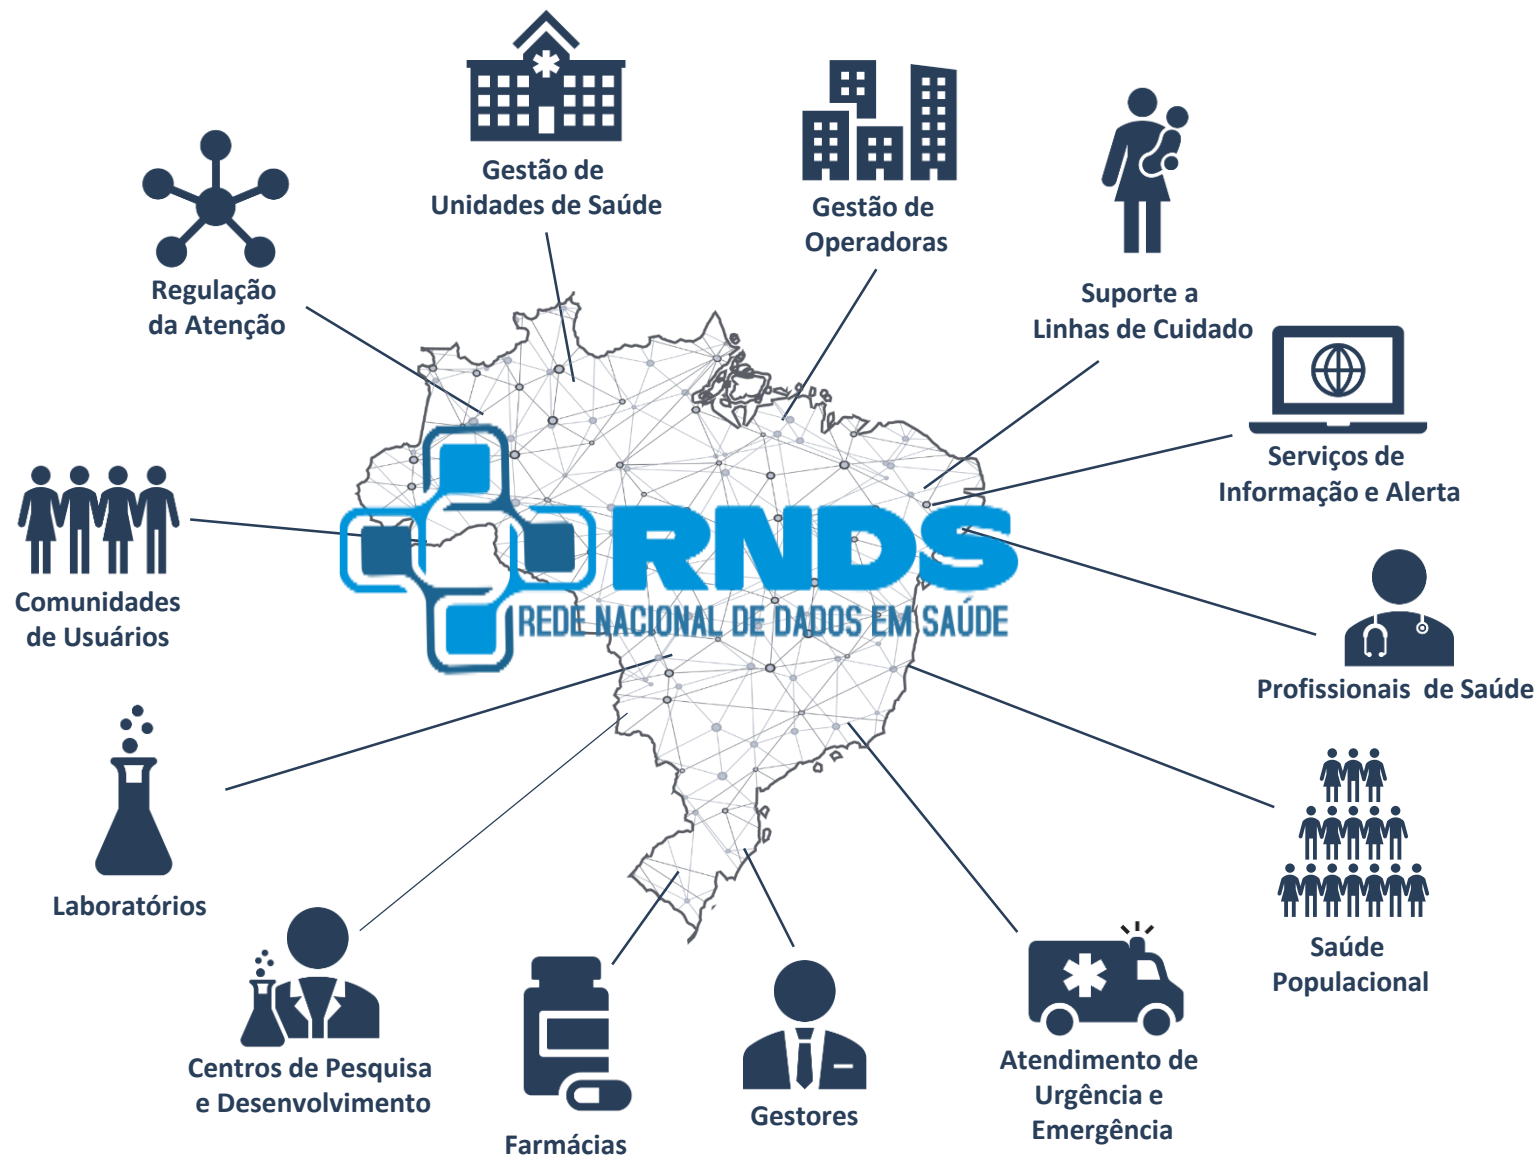 Gestão de
Unidades de Saúde
Gestão de
Operadoras
Suporte a
Linhas de Cuidado
Regulação
da Atenção
Serviços de
Informação e Alerta
Comunidades
de Usuários
RNDS
REDE NACIONAL DE DADOS EM SAÚDE
Profissionais de Saúde
Laboratórios
Saúde
Populacional
Centros de Pesquisa
e Desenvolvimento
Farmácias
Gestores
Atendimento de
Urgência e
Emergência